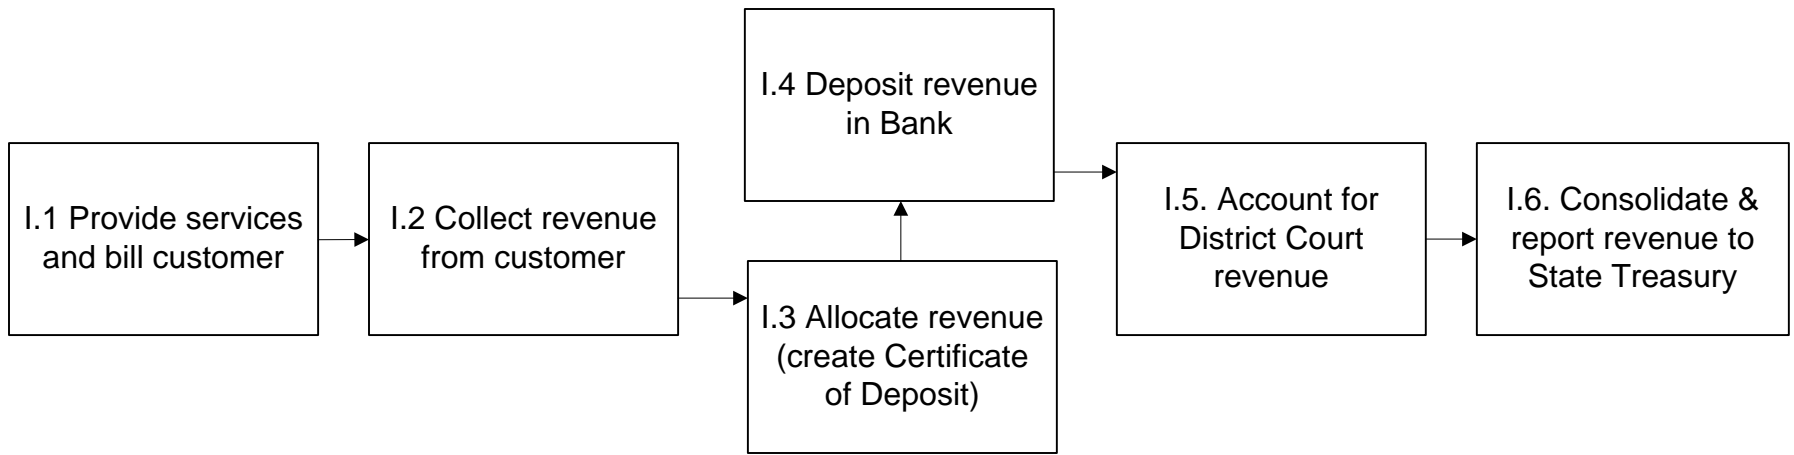 I.1 Provide services
and bill customer
I.2 Collect revenue
from customer
I.3 Allocate revenue
(create Certificate
of Deposit)
I.4 Deposit revenue
in Bank
I.5. Account for
District Court
revenue
I.6. Consolidate &
report revenue to
State Treasury